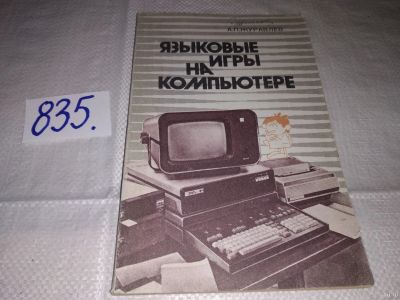 А.П.ЖУРАВЛЕВ
ЯЗЫКОВЫЕ
ИГРЫ
НА
КОМПЬЮТЕРЕ
835.